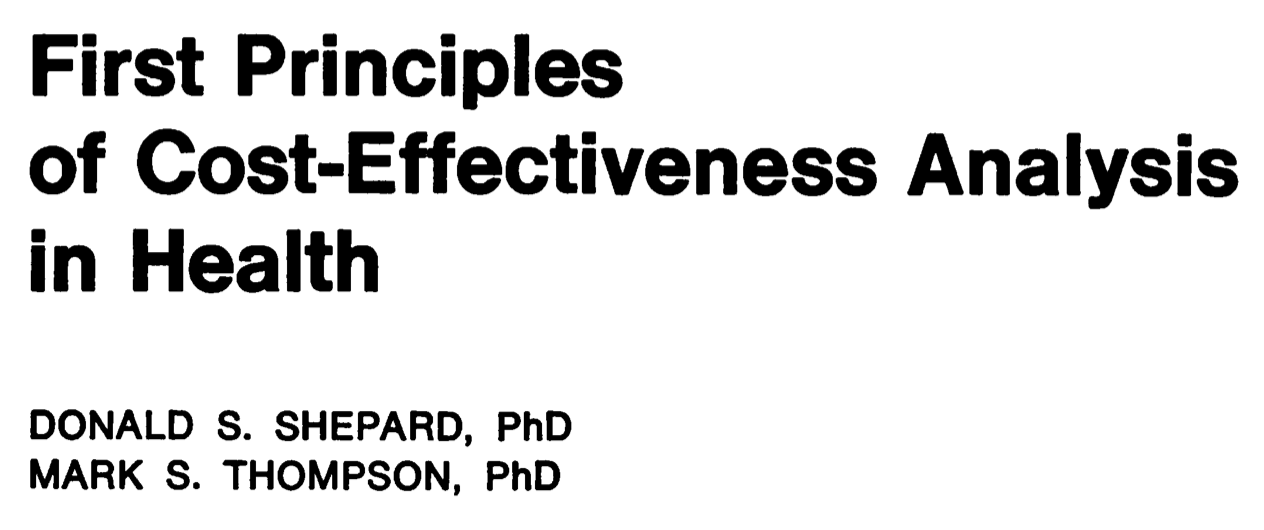 First Principles
of Cost-Effectiveness Analysis
in Health
DONALD S. SHEPARD, PhD
MARK S. THOMPSON, PhD